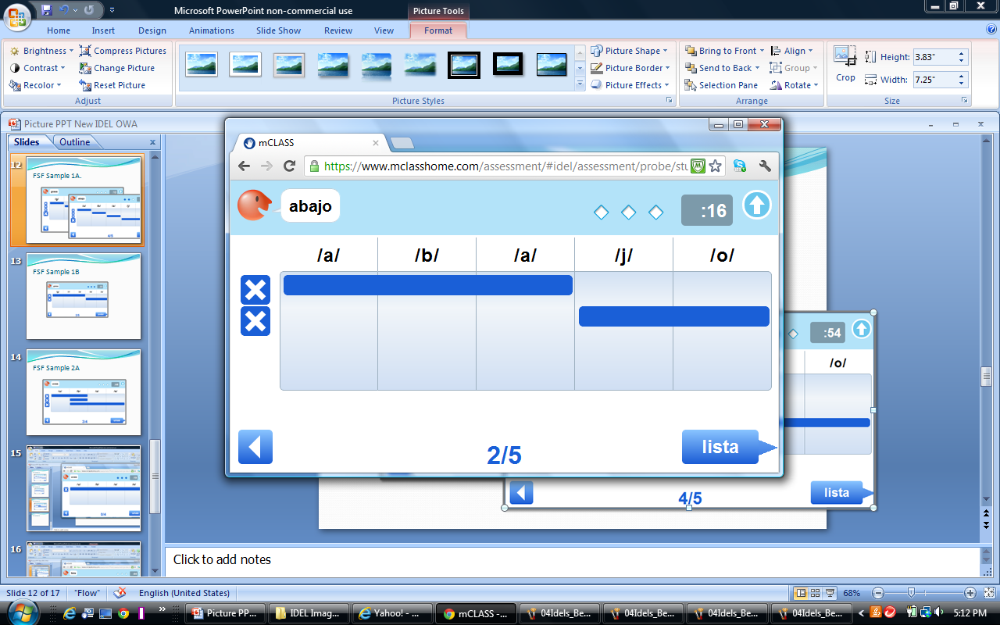 Microsoft PowerPoint non-commercial use
Picture Tools
Home Insert Design Animations Slide Show Review View Format
Brightness
Compress Pictures
Contrast
Change Picture
Recolor
Reset Picture
Adjust
Picture Styles
Picture Shape
Picture Border
Picture Effects
Bring to Front
Send to Back
Selection Pane
Align
Group
Rotate
Arrange
Crop
Height: 3.83"
Width: 7.25"
Size
Picture PPT New IDEL OWA
Slides Outline
12
FSF Sample 1A.
4/5
13
FSF Sample 1B
14
FSF Sample 2A
15
16
mCLASS
https://www.mclasshome.com/assessment/#idel/assessment/probe/stu
abajo
:16
/a/ /b/ /a/ /j/ /o/
2/5
lista
:54
/o/
4/5
lista
Click to add notes
Slide 12 of 17
"Flow"
English (United States)
68%
Picture PP...
IDEL Imag...
Yahoo! - ...
mCLASS -...
04Idels_Be...
04Idels_Be...
04Idels_Be...
04Idels_Be...
5:12 PM